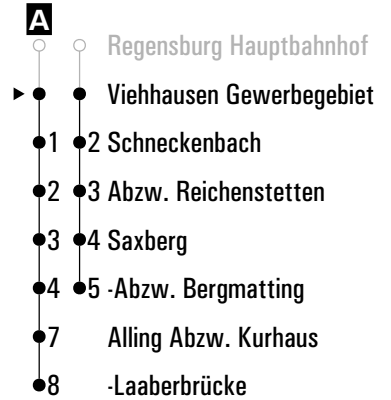 A
Regensburg Hauptbahnhof
Viehhausen Gewerbegebiet
1 2 Schneckenbach
2 3 Abzw. Reichenstetten
3 4 Saxberg
4 5 -Abzw. Bergmatting
7 Alling Abzw. Kurhaus
8 -Laaberbrücke